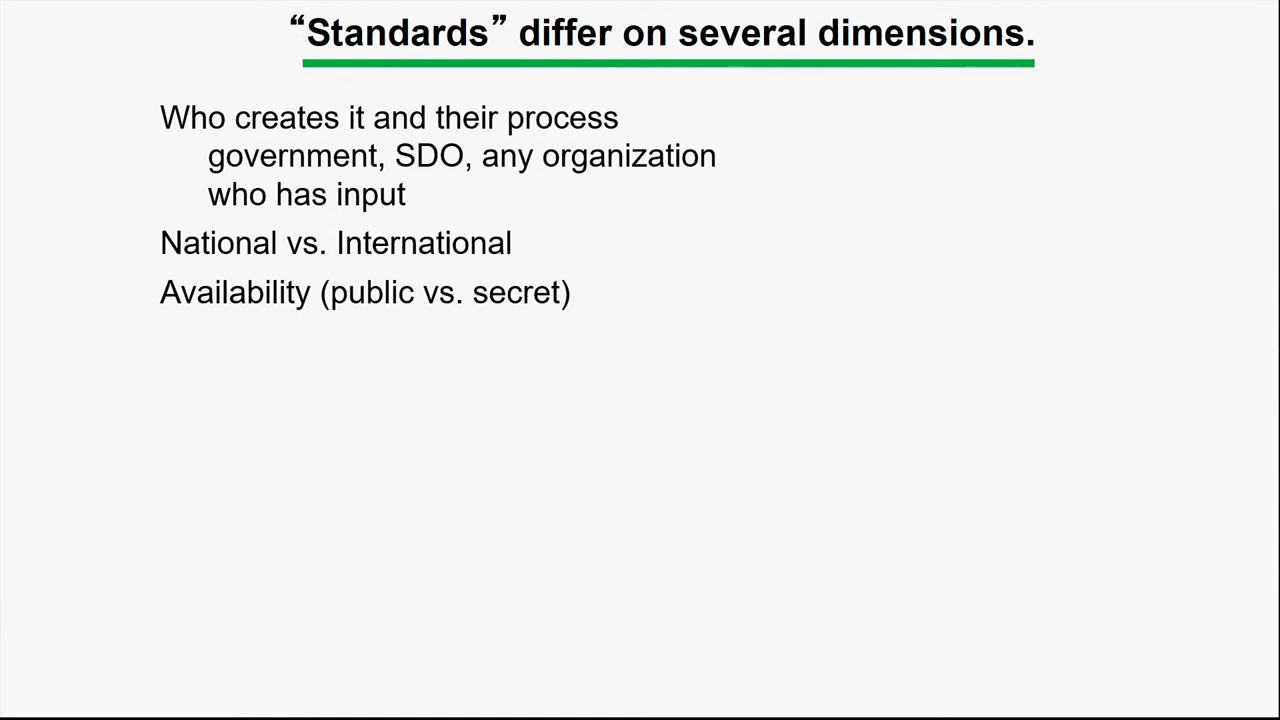 “Standards” differ on several dimensions.
Who creates it and their process
government, SDO, any organization
who has input
National vs. International
Availability (public vs. secret)